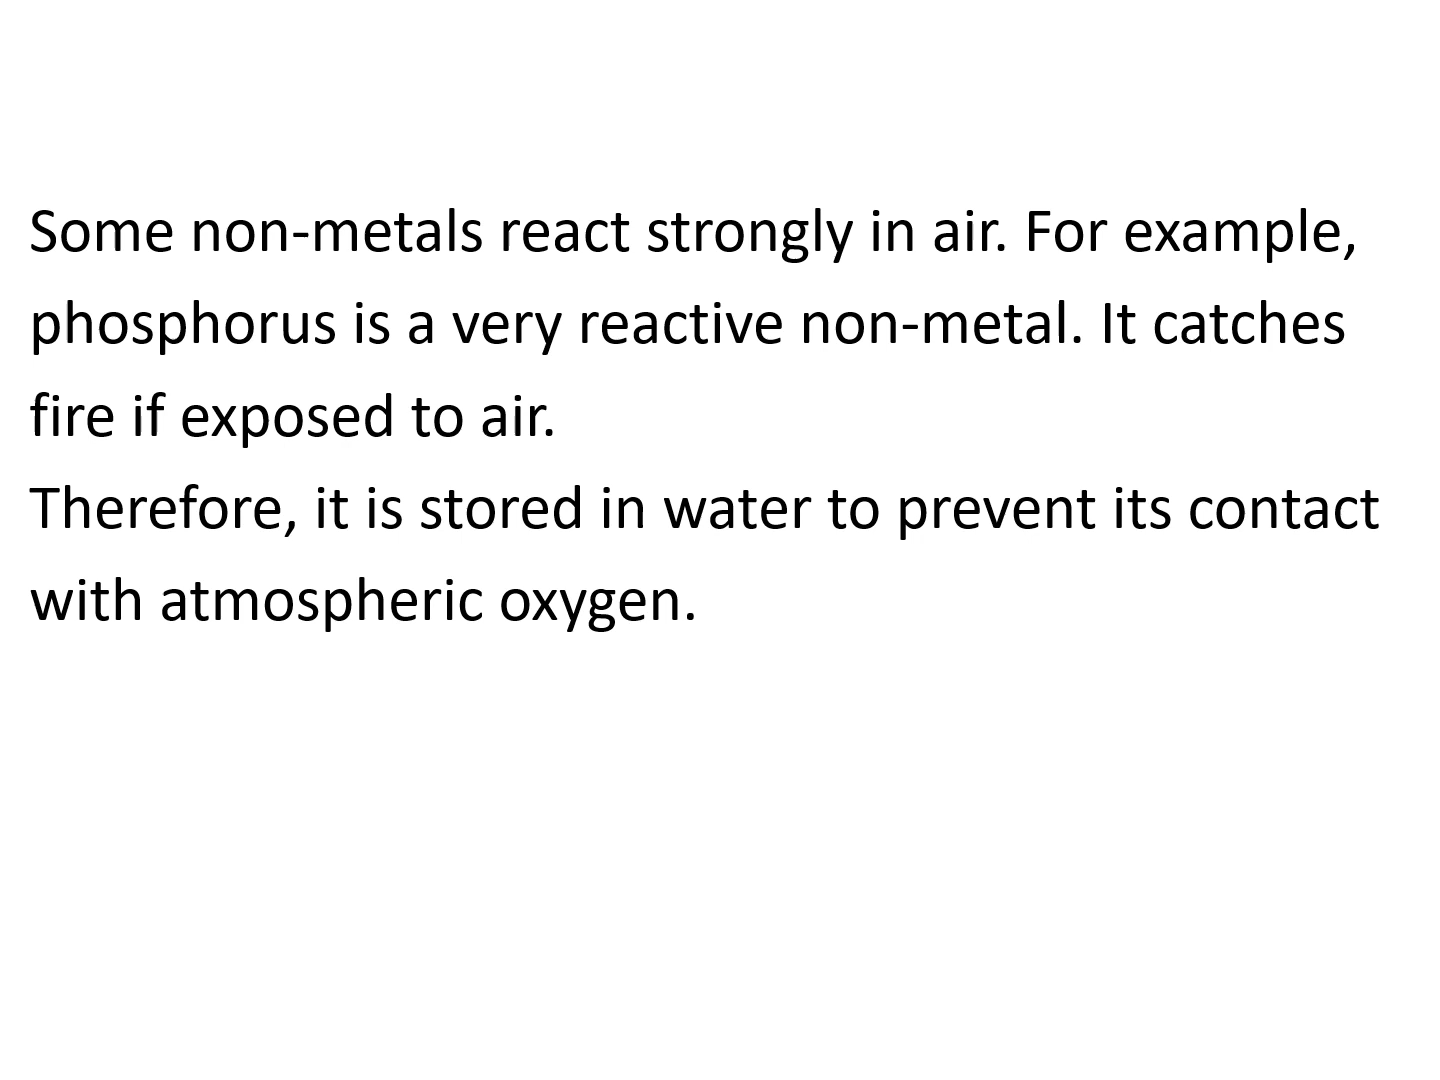 Some non-metals react strongly in air. For example,
phosphorus is a very reactive non-metal. It catches
fire if exposed to air.
Therefore, it is stored in water to prevent its contact
with atmospheric oxygen.